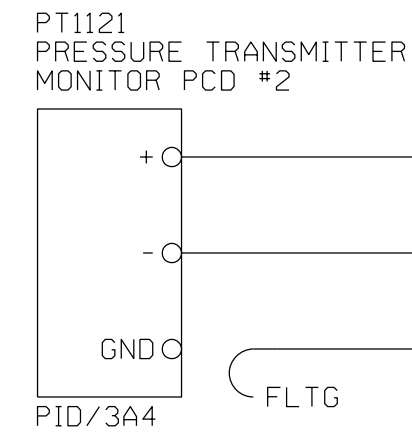 PT1121
PRESSURE TRANSMITTER
MONITOR PCD #2
+
-
GND
FLTG
PID/3A4